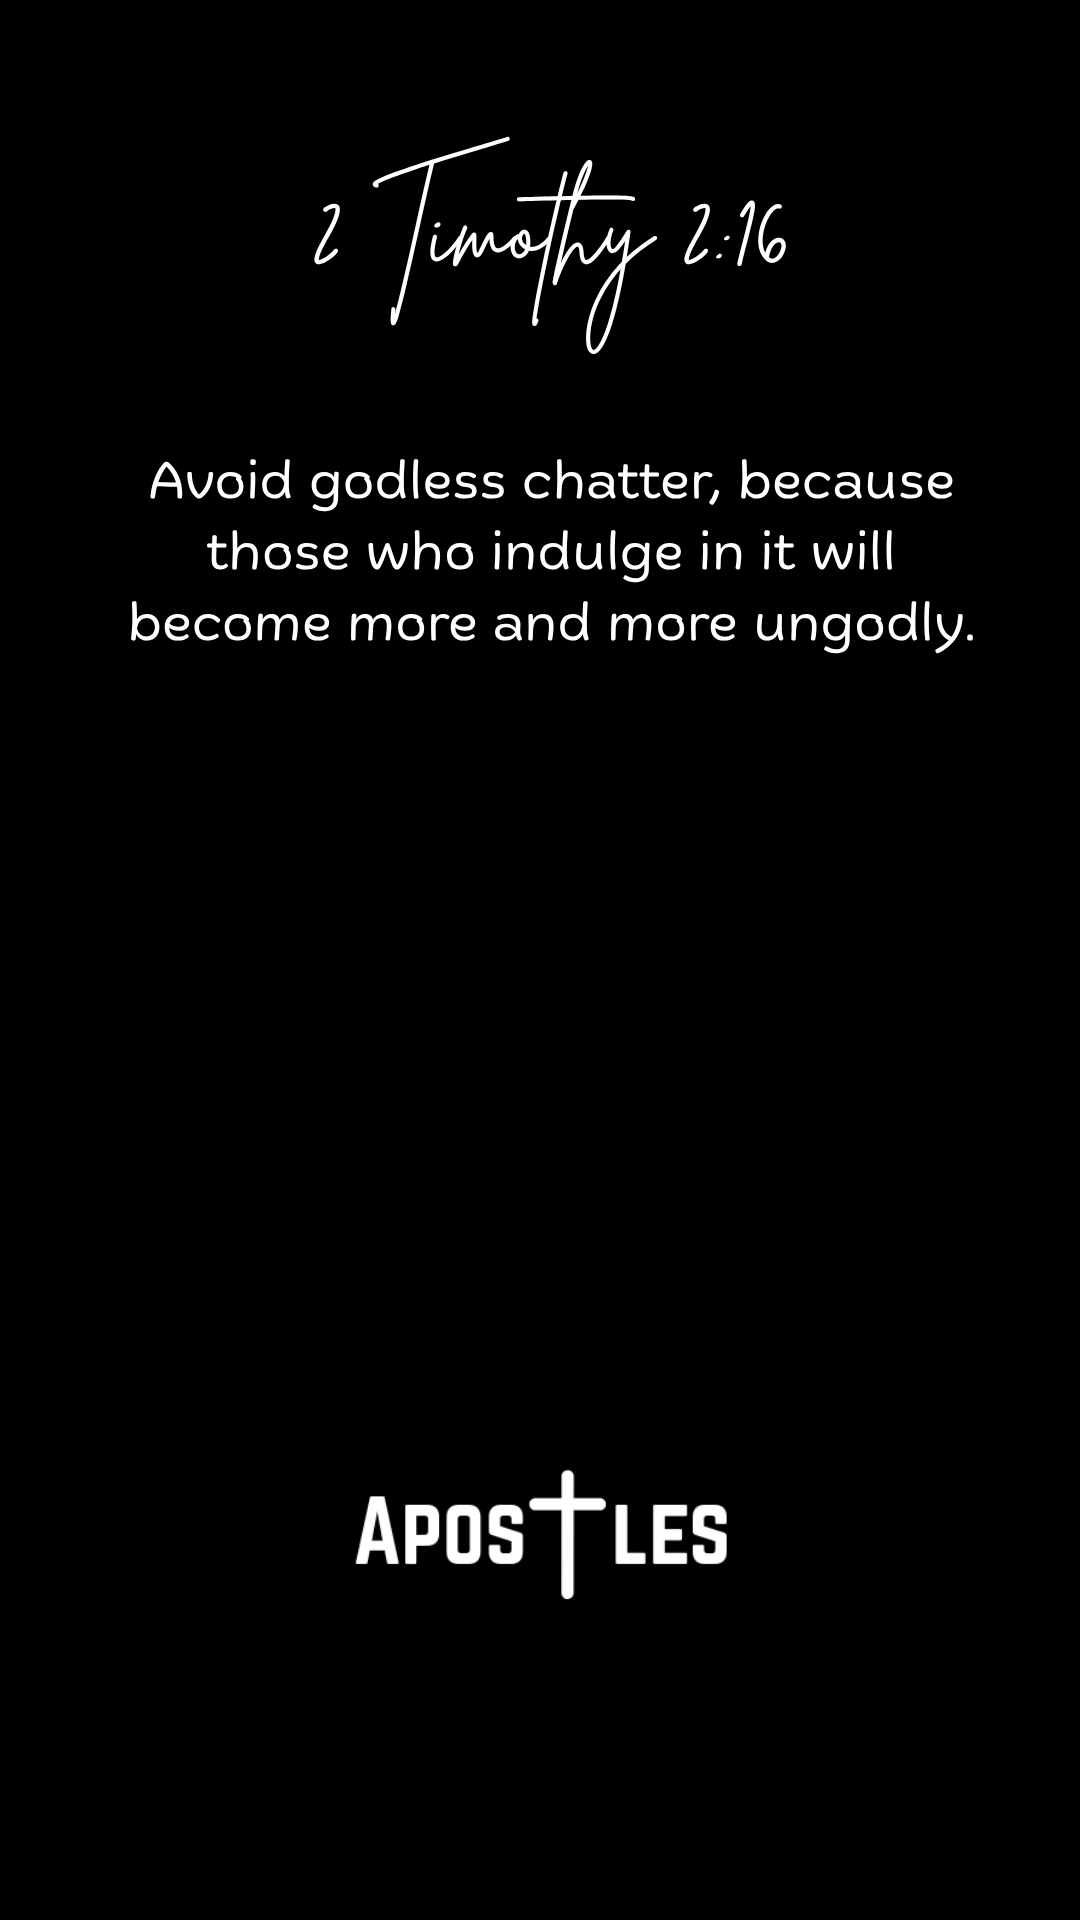 2 Timothy 2:16
Avoid godless chatter, because
those who indulge in it will
become more and more ungodly.
APOSTLES